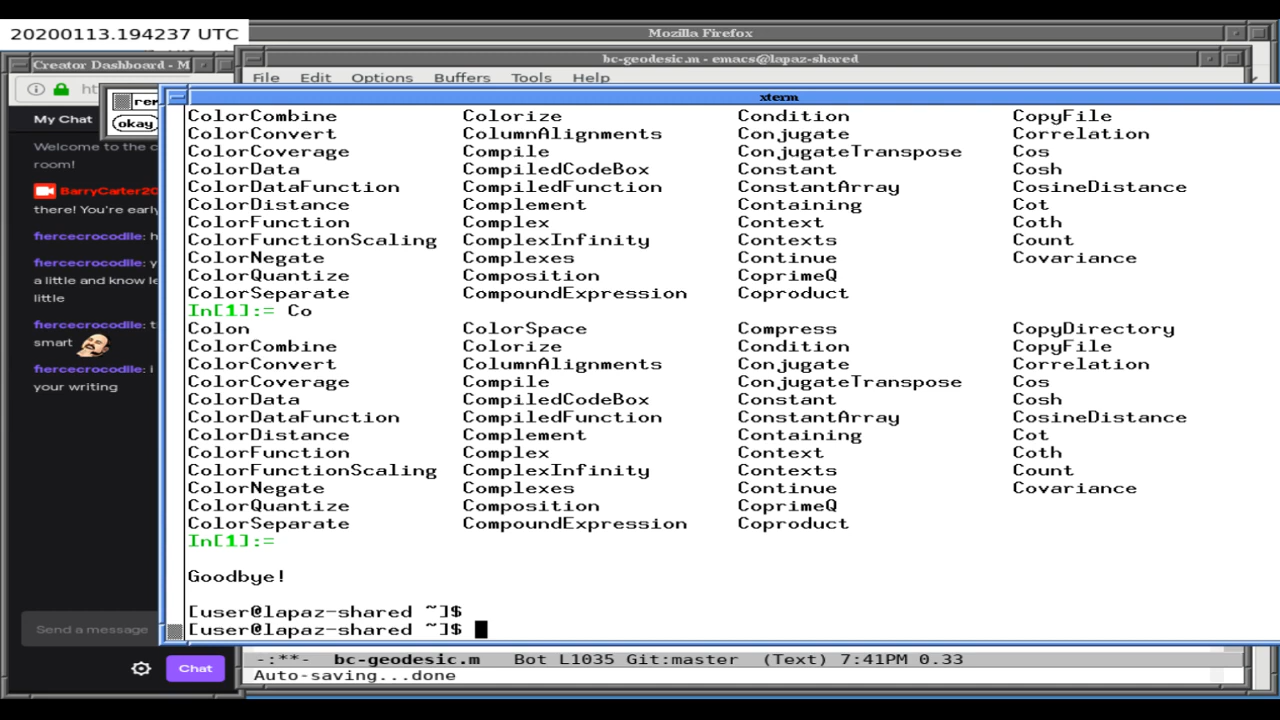 20200113.194237 UTC
Mozilla Firefox
Creator Dashboard - M
bc-geodesic.m - emacs@lapaz-shared
File Edit Options Buffers Tools Help
My Chat
okay
Welcome to the c
room!
BarryCarter20
there! You're early
fiercecrocodile: h
fiercecrocodile: y
a little and know le
little
fiercecrocodile: t
smart
fiercecrocodile: i
your writing
Send a message
Chat
xterm
ColorCombine Colorize Condition CopyFile
ColorConvert ColumnAlignments Conjugate Correlation
ColorCoverage Compile ConjugateTranspose Cos
ColorData CompiledCodeBox Constant Cosh
ColorDataFunction CompiledFunction ConstantArray CosineDistance
ColorDistance Complement Containing Cot
ColorFunction Complex Context Coth
ColorFunctionScaling ComplexInfinity Contexts Count
ColorNegate Complexes Continue Covariance
ColorQuantize Composition CoprimeQ
ColorSeparate CompoundExpression Coproduct
In[1]:= Co
Colon ColorSpace Compress CopyDirectory
ColorCombine Colorize Condition CopyFile
ColorConvert ColumnAlignments Conjugate Correlation
ColorCoverage Compile ConjugateTranspose Cos
ColorData CompiledCodeBox Constant Cosh
ColorDataFunction CompiledFunction ConstantArray CosineDistance
ColorDistance Complement Containing Cot
ColorFunction Complex Context Coth
ColorFunctionScaling ComplexInfinity Contexts Count
ColorNegate Complexes Continue Covariance
ColorQuantize Composition CoprimeQ
ColorSeparate CompoundExpression Coproduct
In[1]:=
Goodbye!
[user@lapaz-shared ~]$
[user@lapaz-shared ~]$
-:**- bc-geodesic.m Bot L1035 Git:master (Text) 7:41PM 0.33
Auto-saving...done